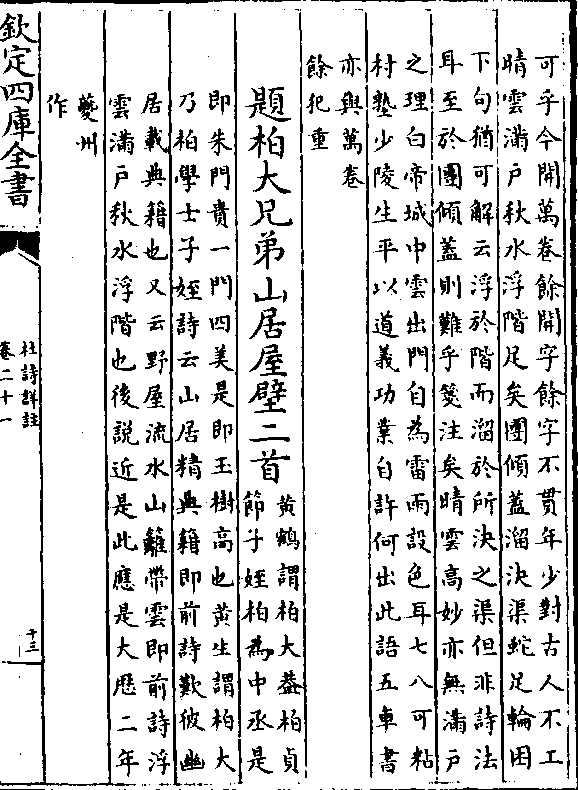 可乎今開萬卷餘開字餘字不貫年少對古人不工
晴雲滿戸秋水浮階足矣團傾盖溜決渠蛇足輪囷
下句猶可解云浮於階而溜於所決之渠但非詩法
耳至於團傾蓋則難乎箋注矣晴雲高妙亦無滿戸
之理白帝城中雲出門自為雷雨設色耳七八可粘
村塾少陵生平以道義功業自許何出此語五車書
亦與萬卷
餘犯重
題柏大兄弟山居屋壁二首
黄鶴謂柏大葢柏貞
節子姪柏為中丞是
即朱門貴一門四美是即玉樹高也黄生謂柏大
乃柏學士子姪詩云山居精典籍即前詩歎彼幽
居載典籍也又云野屋流水山籬帶雲即前詩浮
雲滿戸秋水浮階也後説近是此應是大厯二年
夔州
作
欽定四庫全書
杜詩詳註
卷二十一
十三